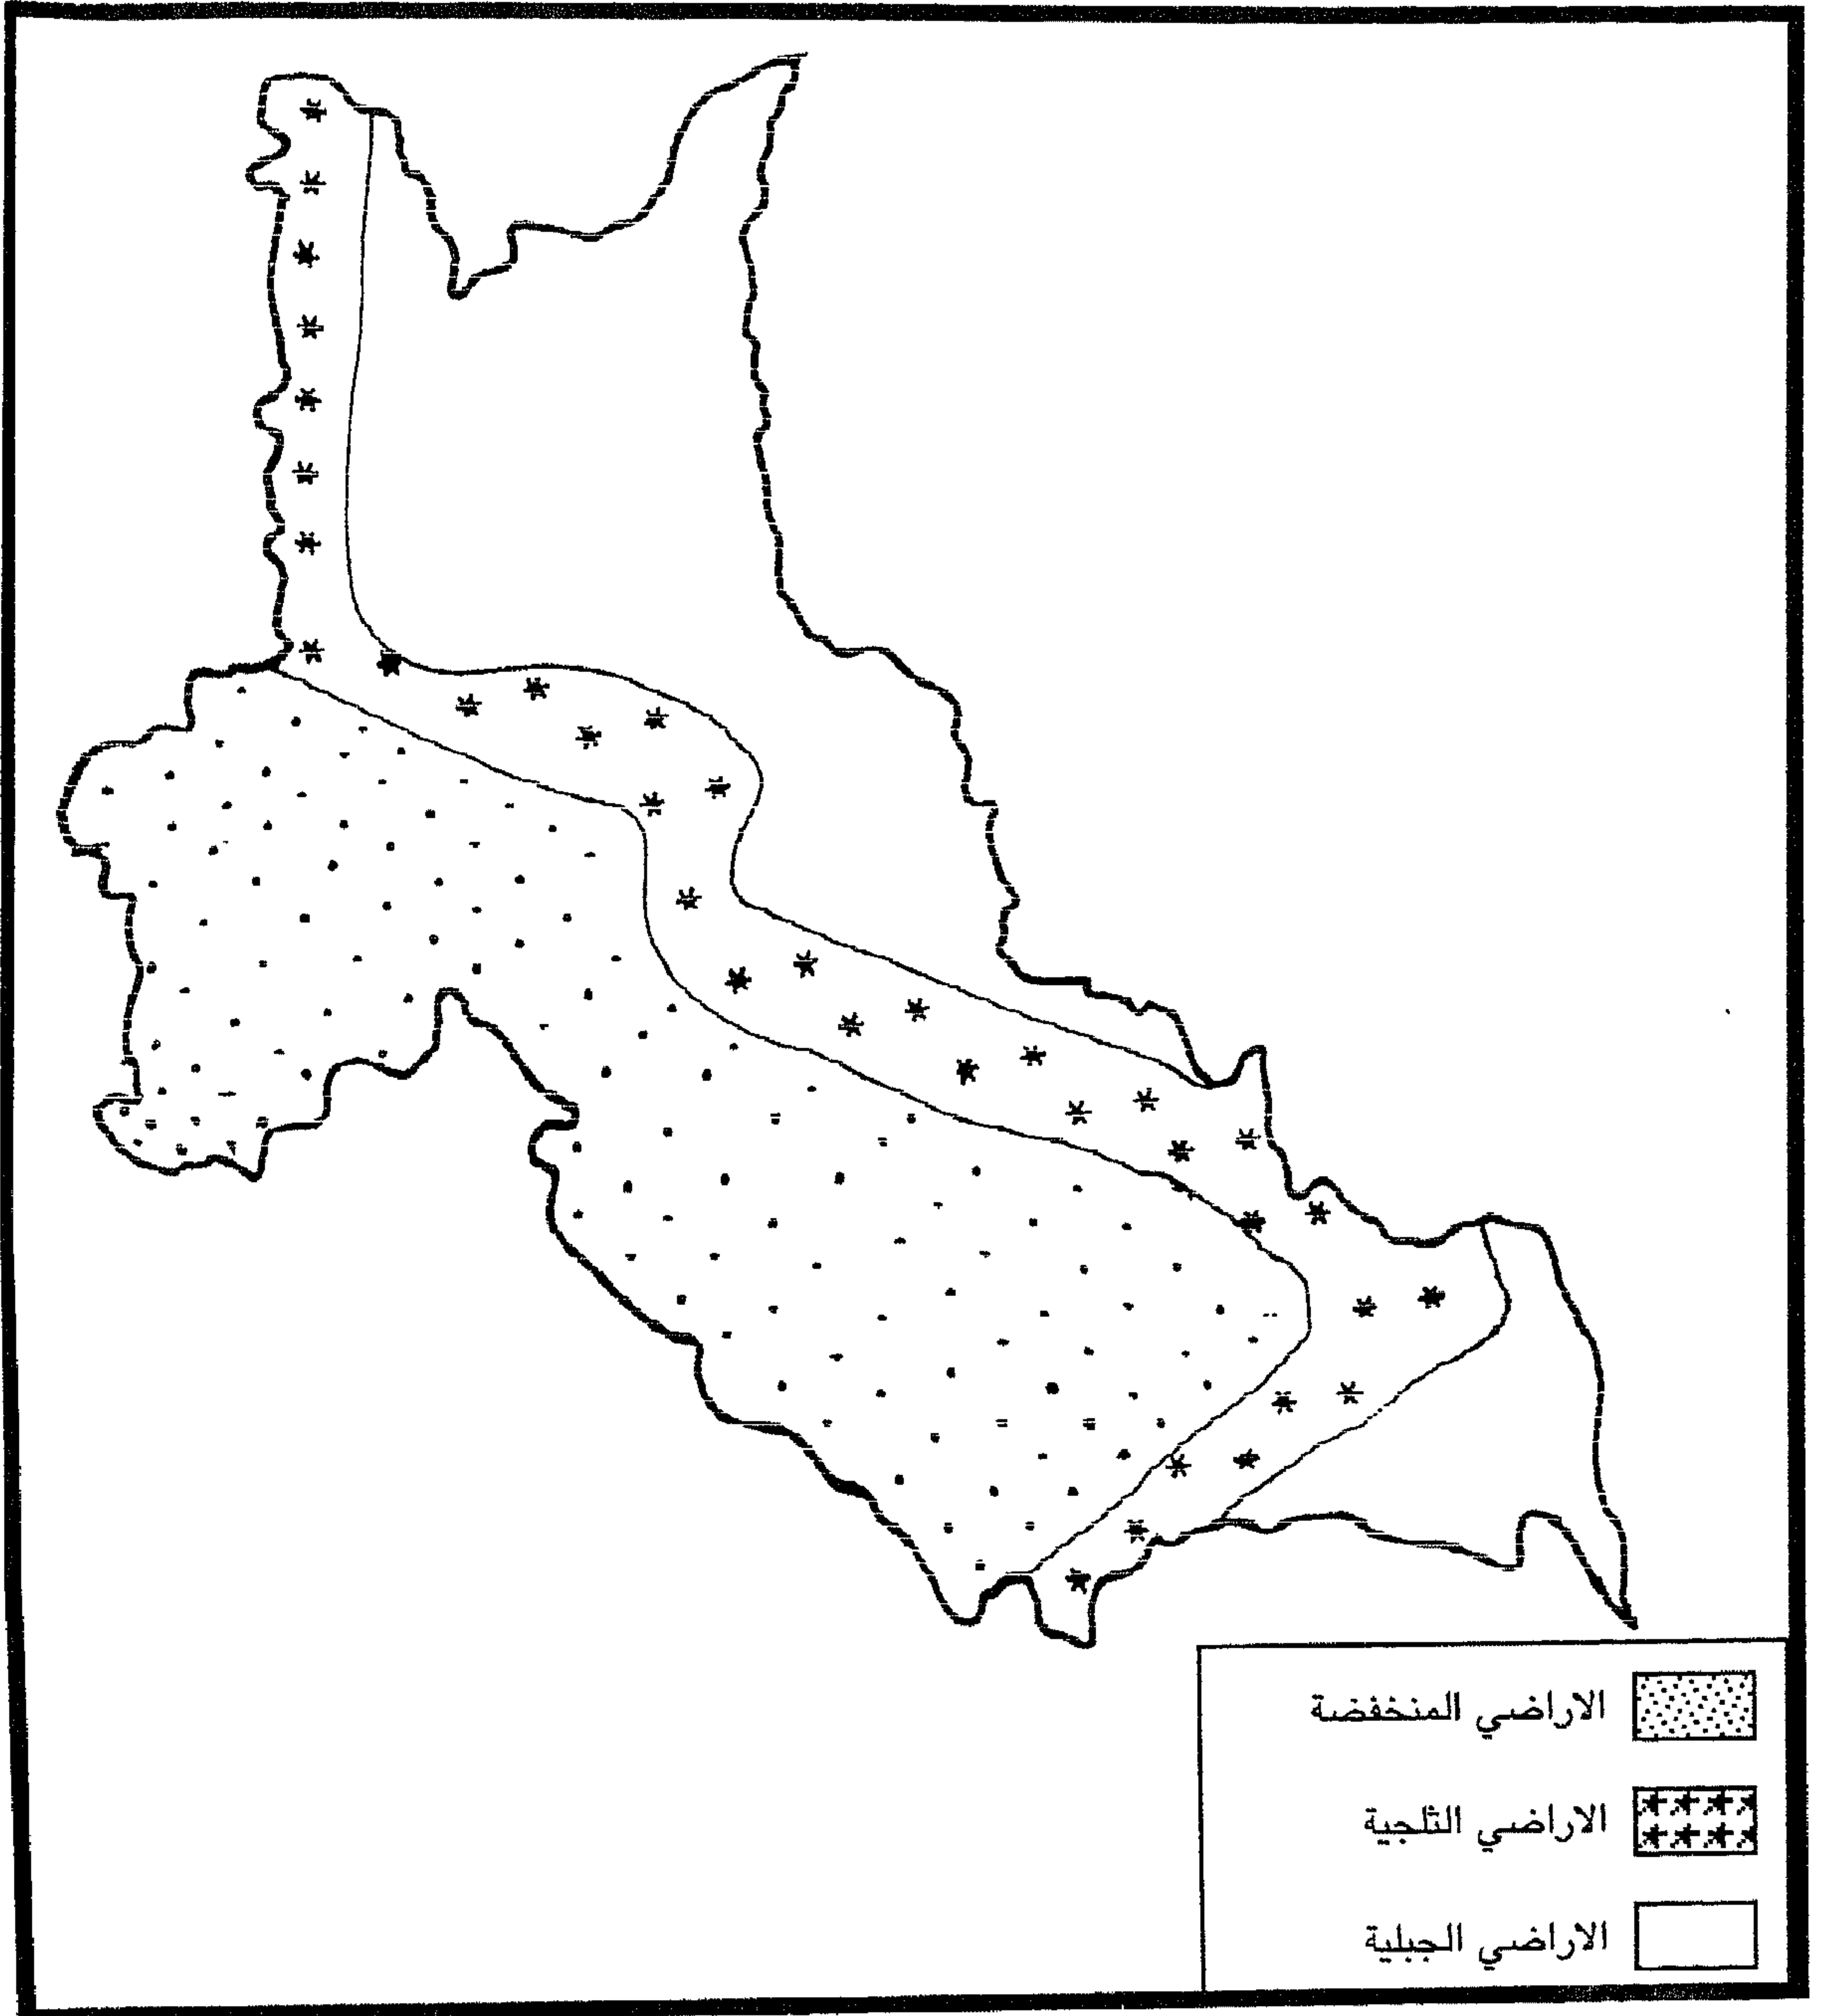 الاراضي المنخفضة
الاراضي الثلجية
الاراضي الجبلية